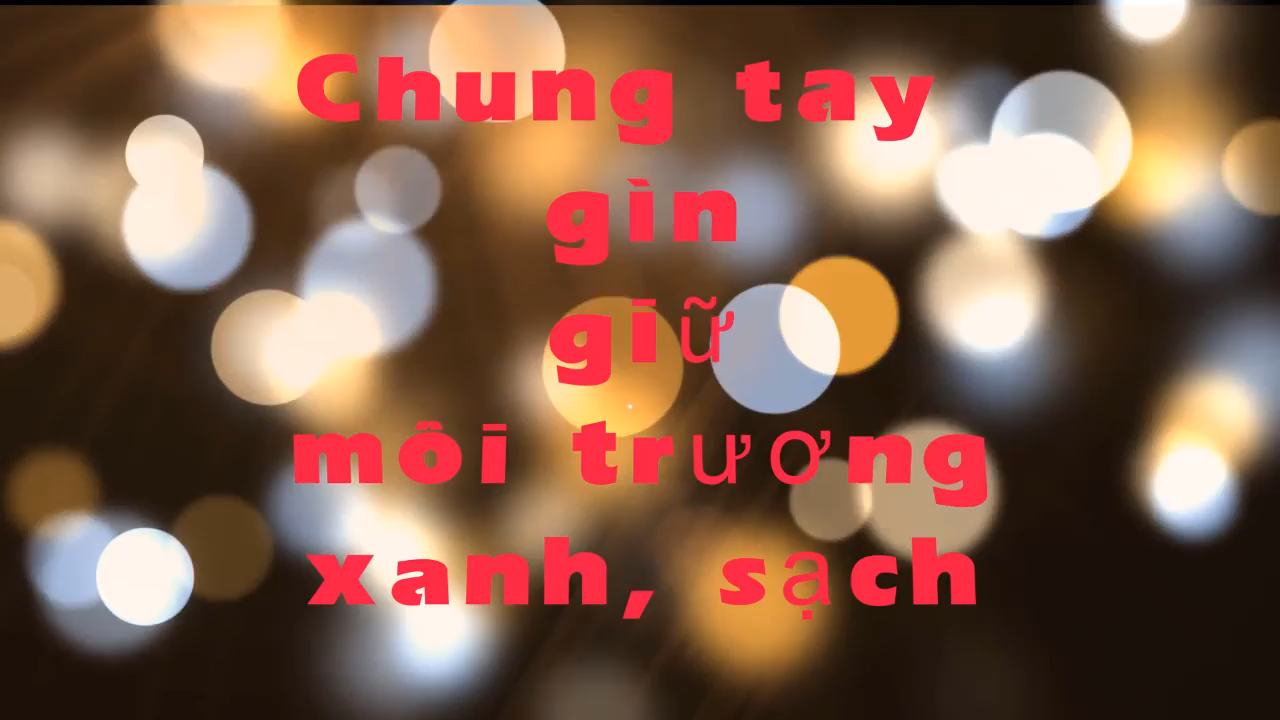 Chung tay
gìn
giữ
môi trương
xanh, sạch